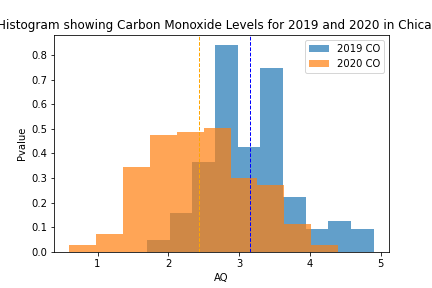 Histogram showing Carbon Monoxide Levels for 2019 and 2020 in Chica
2019 CO
2020 CO
0.8
0.7
0.6
0.5
0.4
0.3
0.2
0.1
0.0
Pvalue
1 2 3 4 5
AQ